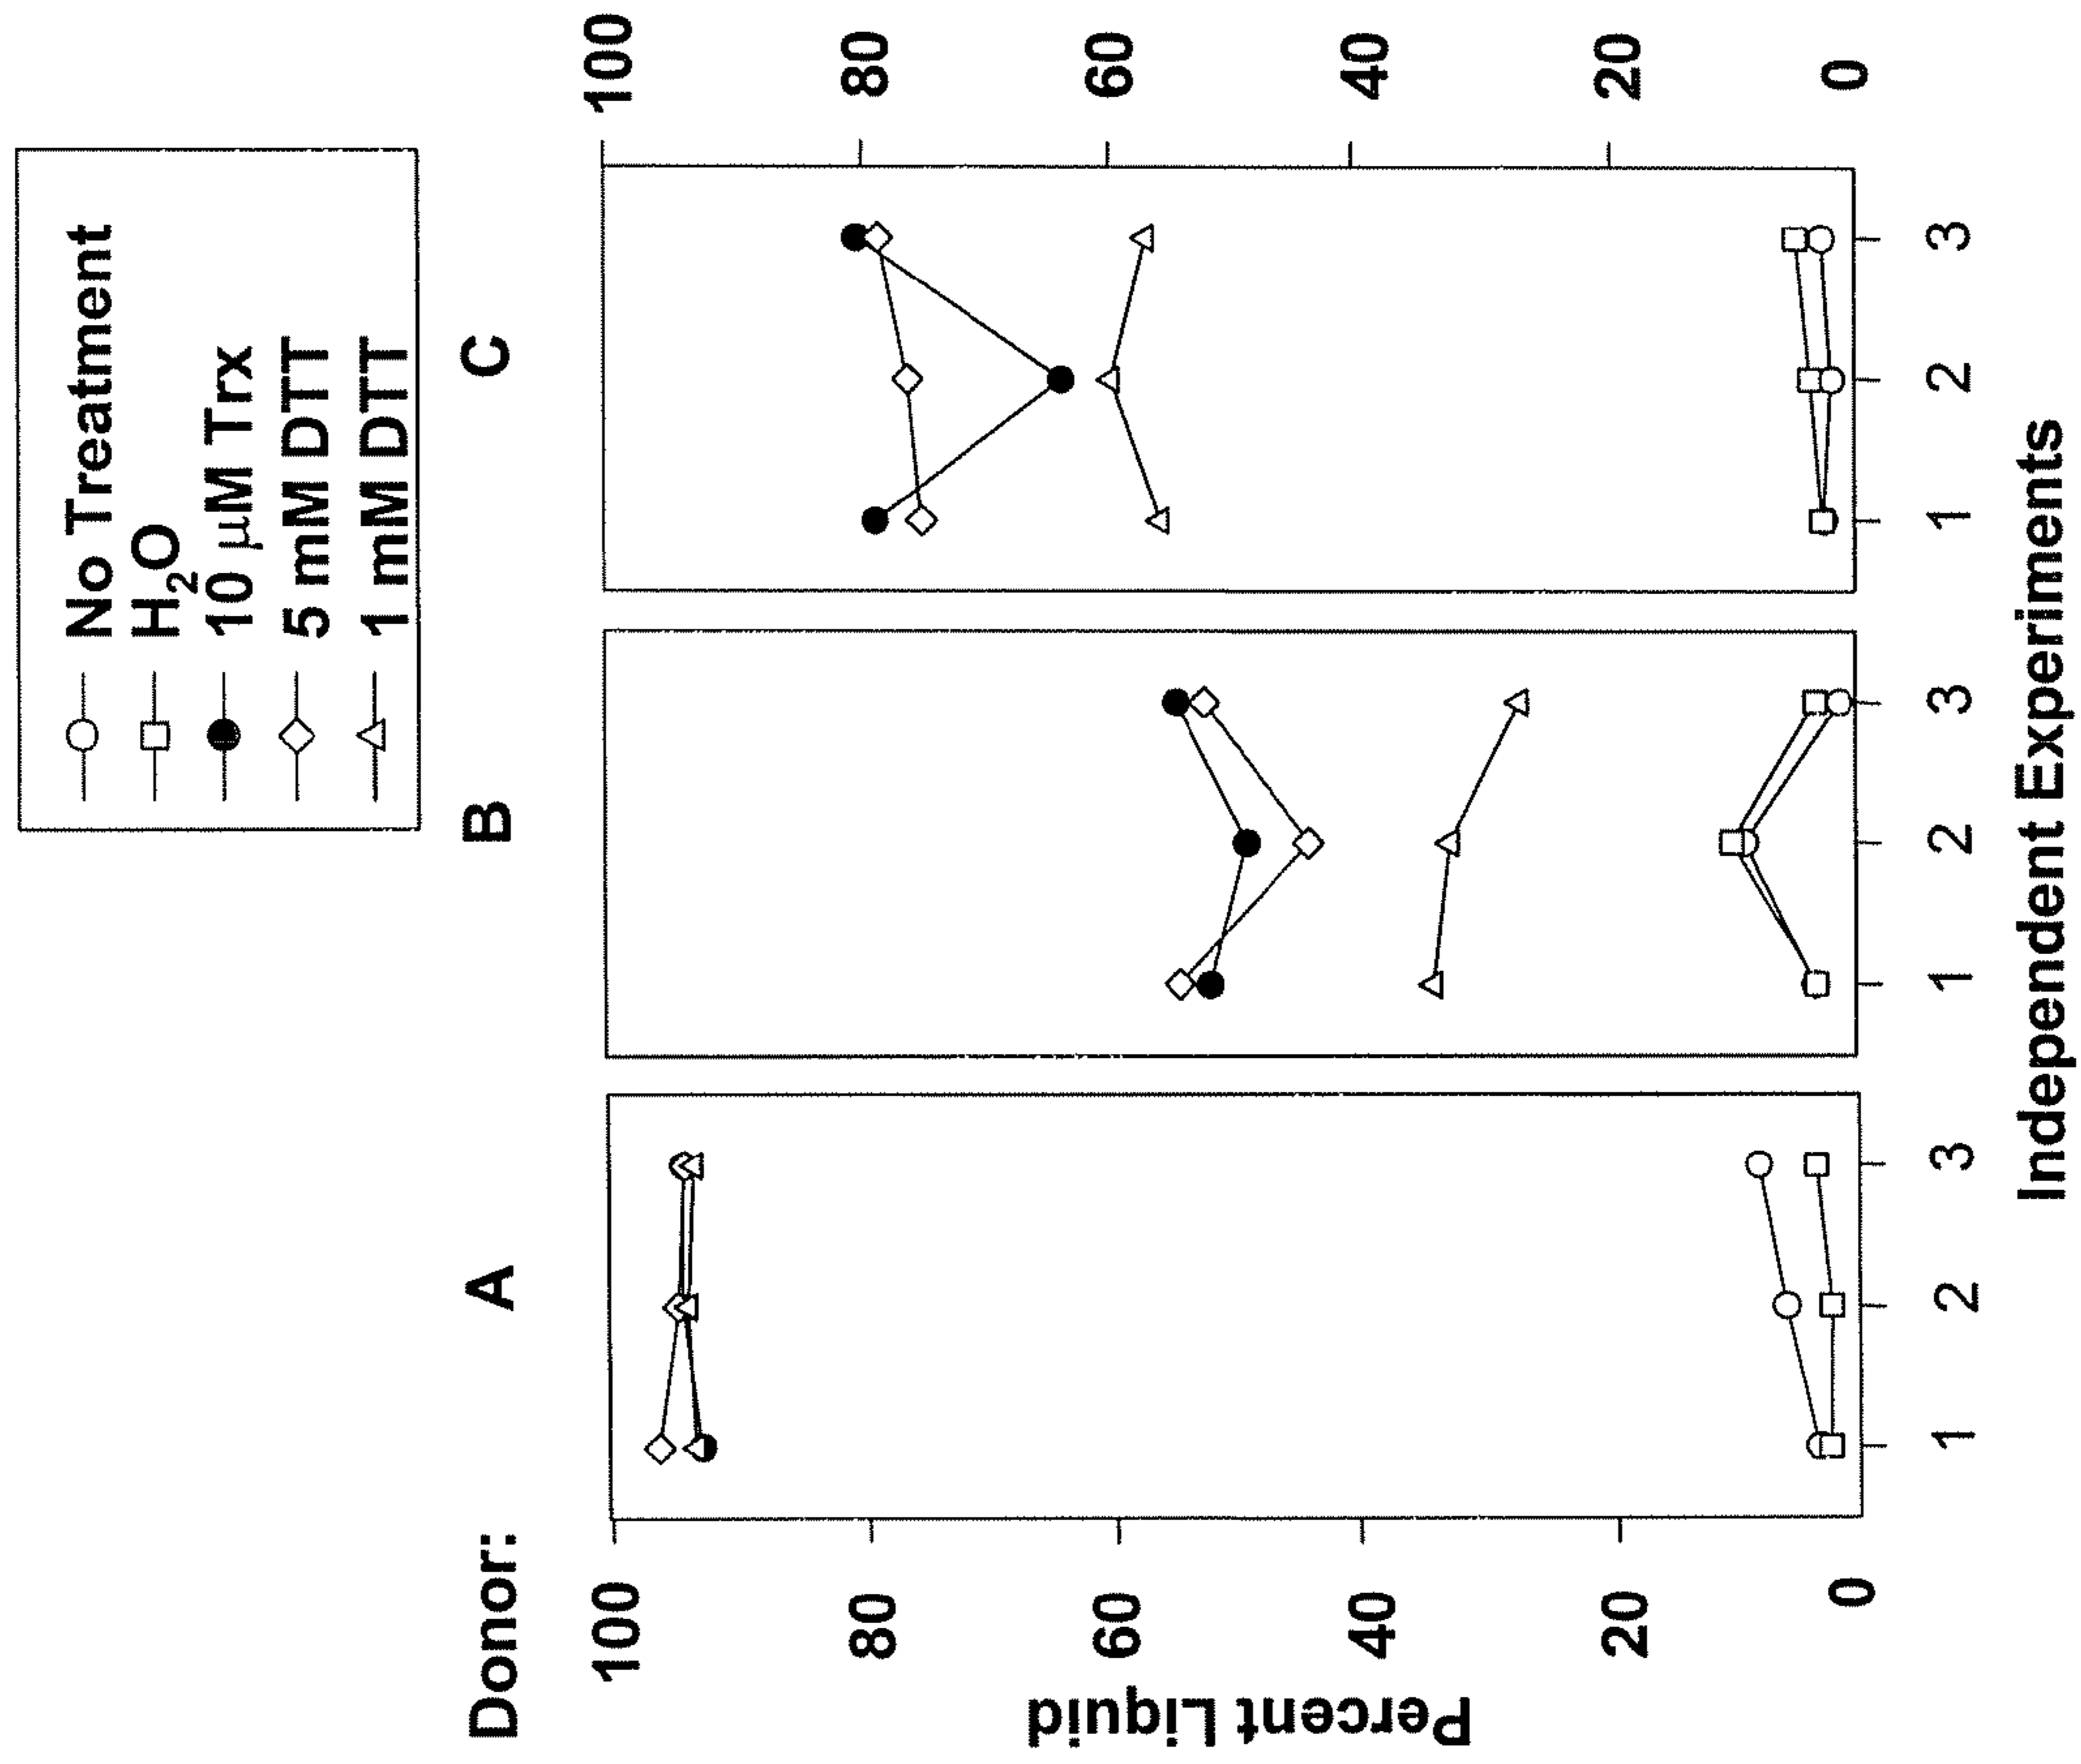 No Treatment
H₂O
10 μM Trx
5 mM DTT
1 mM DTT
Donor: A B C
100
80
60
40
20
0
Percent Liquid
100
80
60
40
20
0
1 2 3 1 2 3 1 2 3
Independent Experiments